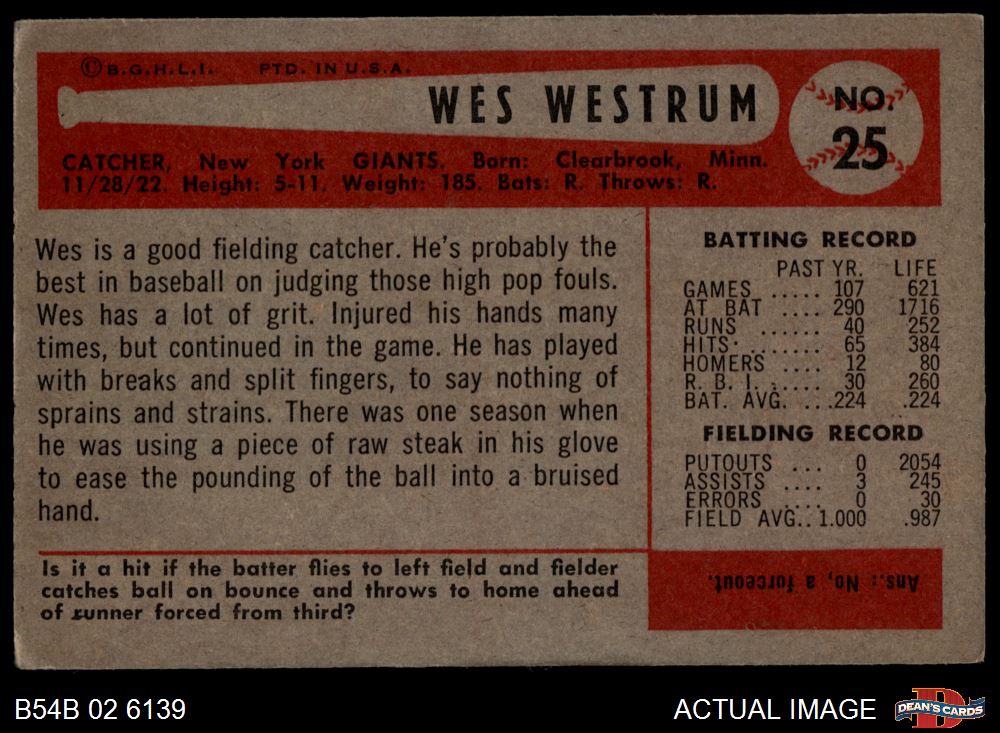 ©B.G.H.L.I. PTD. IN U.S.A.
WES WESTRUM
NO.
25
CATCHER, New York GIANTS. Born: Clearbrook, Minn.
11/28/22. Height: 5-11. Weight: 185. Bats: R. Throws: R.
Wes is a good fielding catcher. He's probably the
best in baseball on judging those high pop fouls.
Wes has a lot of grit. Injured his hands many
times, but continued in the game. He has played
with breaks and split fingers, to say nothing of
sprains and strains. There was one season when
he was using a piece of raw steak in his glove
to ease the pounding of the ball into a bruised
hand.
Is it a hit if the batter flies to left field and fielder
catches ball on bounce and throws to home ahead
of runner forced from third?
BATTING RECORD
PAST YR. LIFE
GAMES ..... 107 621
AT BAT .... 290 1716
RUNS ...... 40 252
HITS ........ 65 384
HOMERS .... 12 80
R. B. I. ..... 30 260
BAT. AVG. ...224 .224
FIELDING RECORD
PUTOUTS ... 0 2054
ASSISTS .... 3 245
ERRORS .... 0 30
FIELD AVG.. 1.000 .987
Ans.: No, a forceout.
B54B 02 6139
ACTUAL IMAGE
D
DEAN'S CARDS